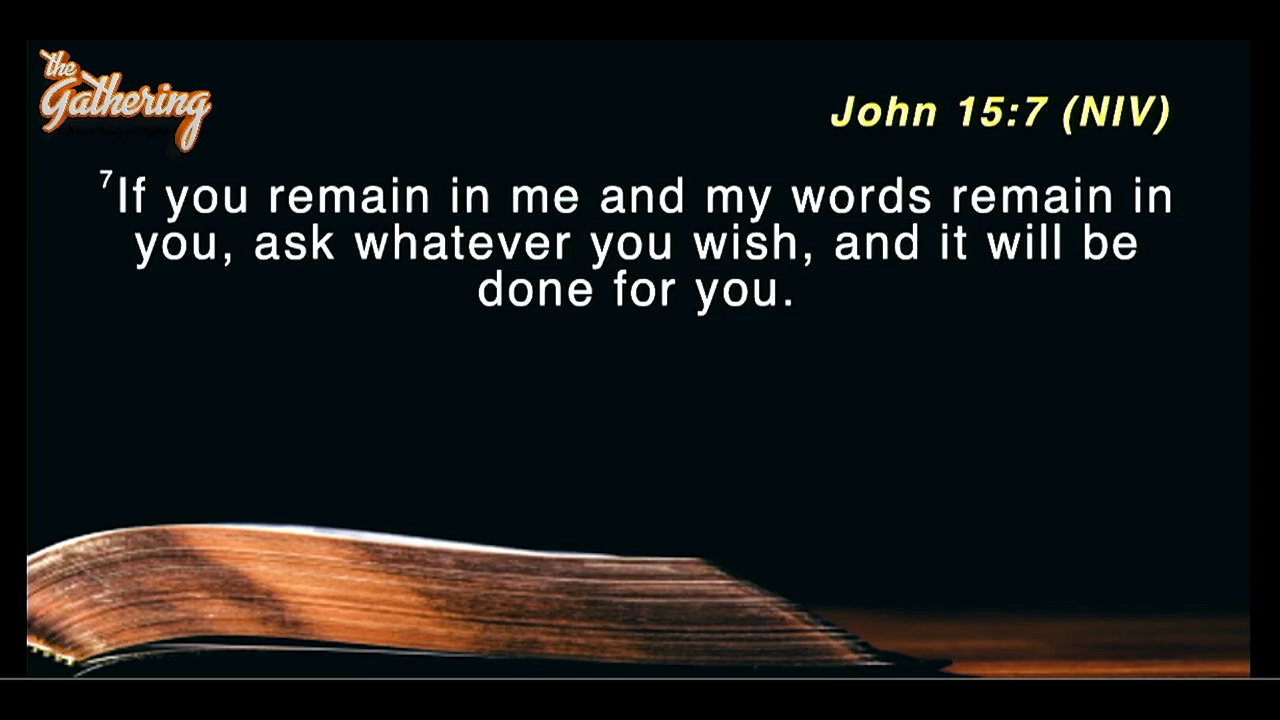 the
Gathering
John 15:7 (NIV)
7If you remain in me and my words remain in
you, ask whatever you wish, and it will be
done for you.